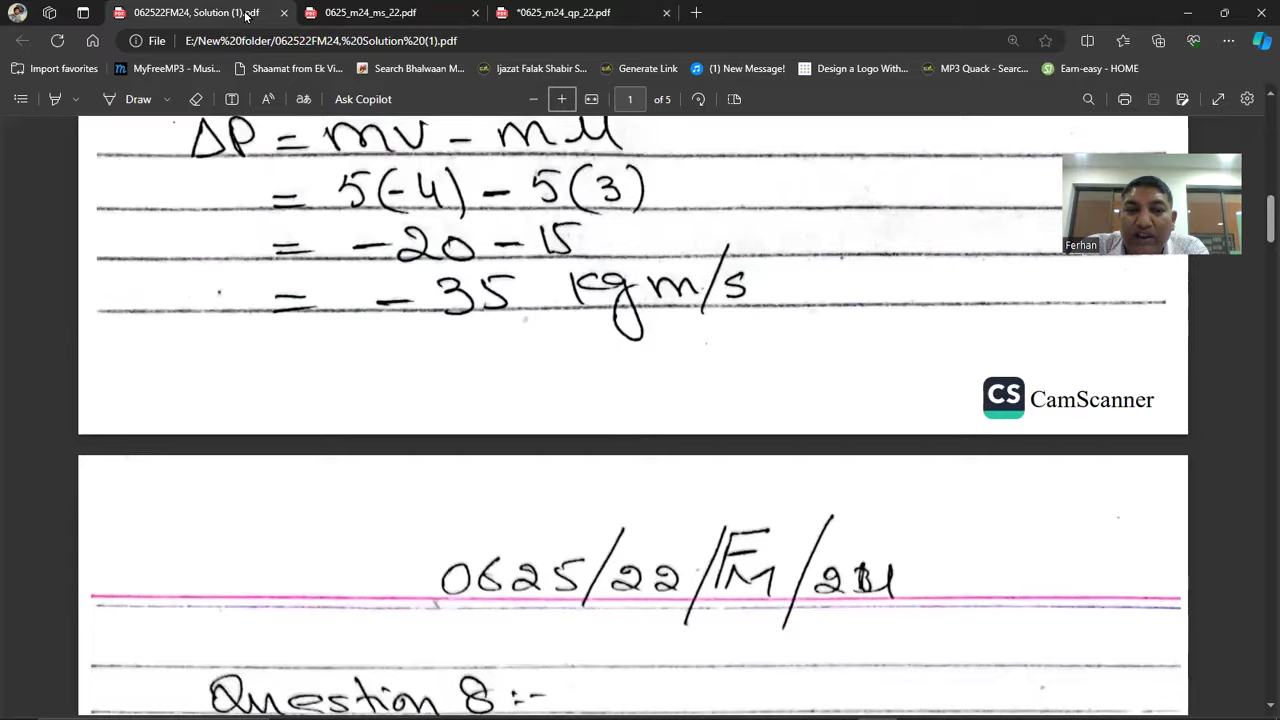 062522FM24, Solution (1).pdf
0625_m24_ms_22.pdf
*0625_m24_qp_22.pdf
File
E:/New%20folder/062522FM24,%20Solution%20(1).pdf
Import favorites
MyFreeMP3 - Musi...
Shaamat from Ek Vi...
Search Bhalwaan M...
Ijazat Falak Shabir S...
Generate Link
(1) New Message!
Design a Logo With...
MP3 Quack - Searc...
Earn-easy - HOME
Draw
Ask Copilot
1 of 5
ΔP = mv - mu
= 5(-4) - 5(3)
= -20 - 15
= -35 kg m/s
Ferhan
CS CamScanner
0625/22/FM/24
Question 8:-